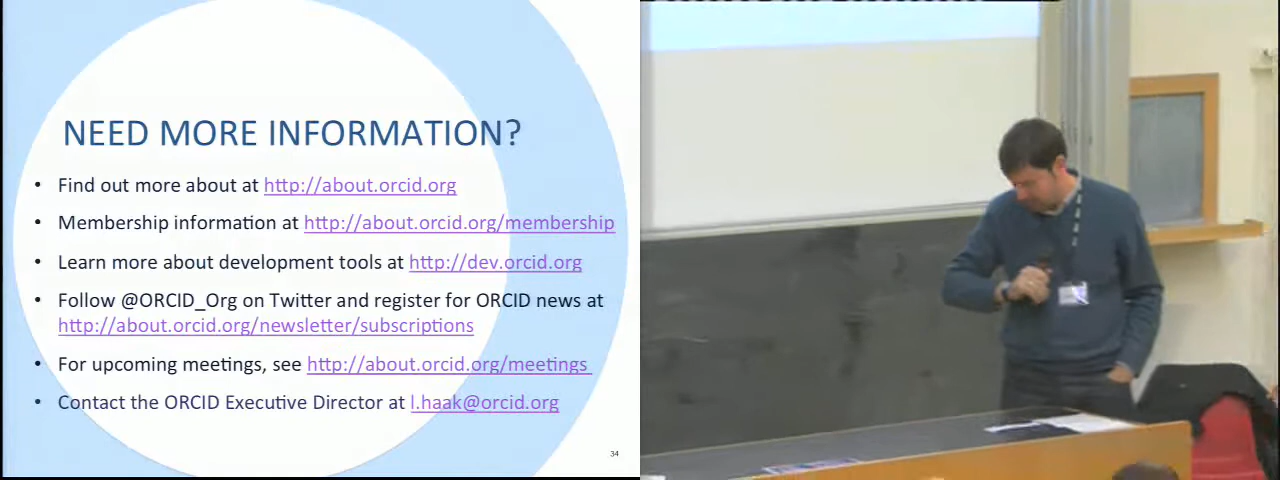 NEED MORE INFORMATION?
• Find out more about at http://about.orcid.org
• Membership information at http://about.orcid.org/membership
• Learn more about development tools at http://dev.orcid.org
• Follow @ORCID_Org on Twitter and register for ORCID news at
http://about.orcid.org/newsletter/subscriptions
• For upcoming meetings, see http://about.orcid.org/meetings
• Contact the ORCID Executive Director at l.haak@orcid.org
34